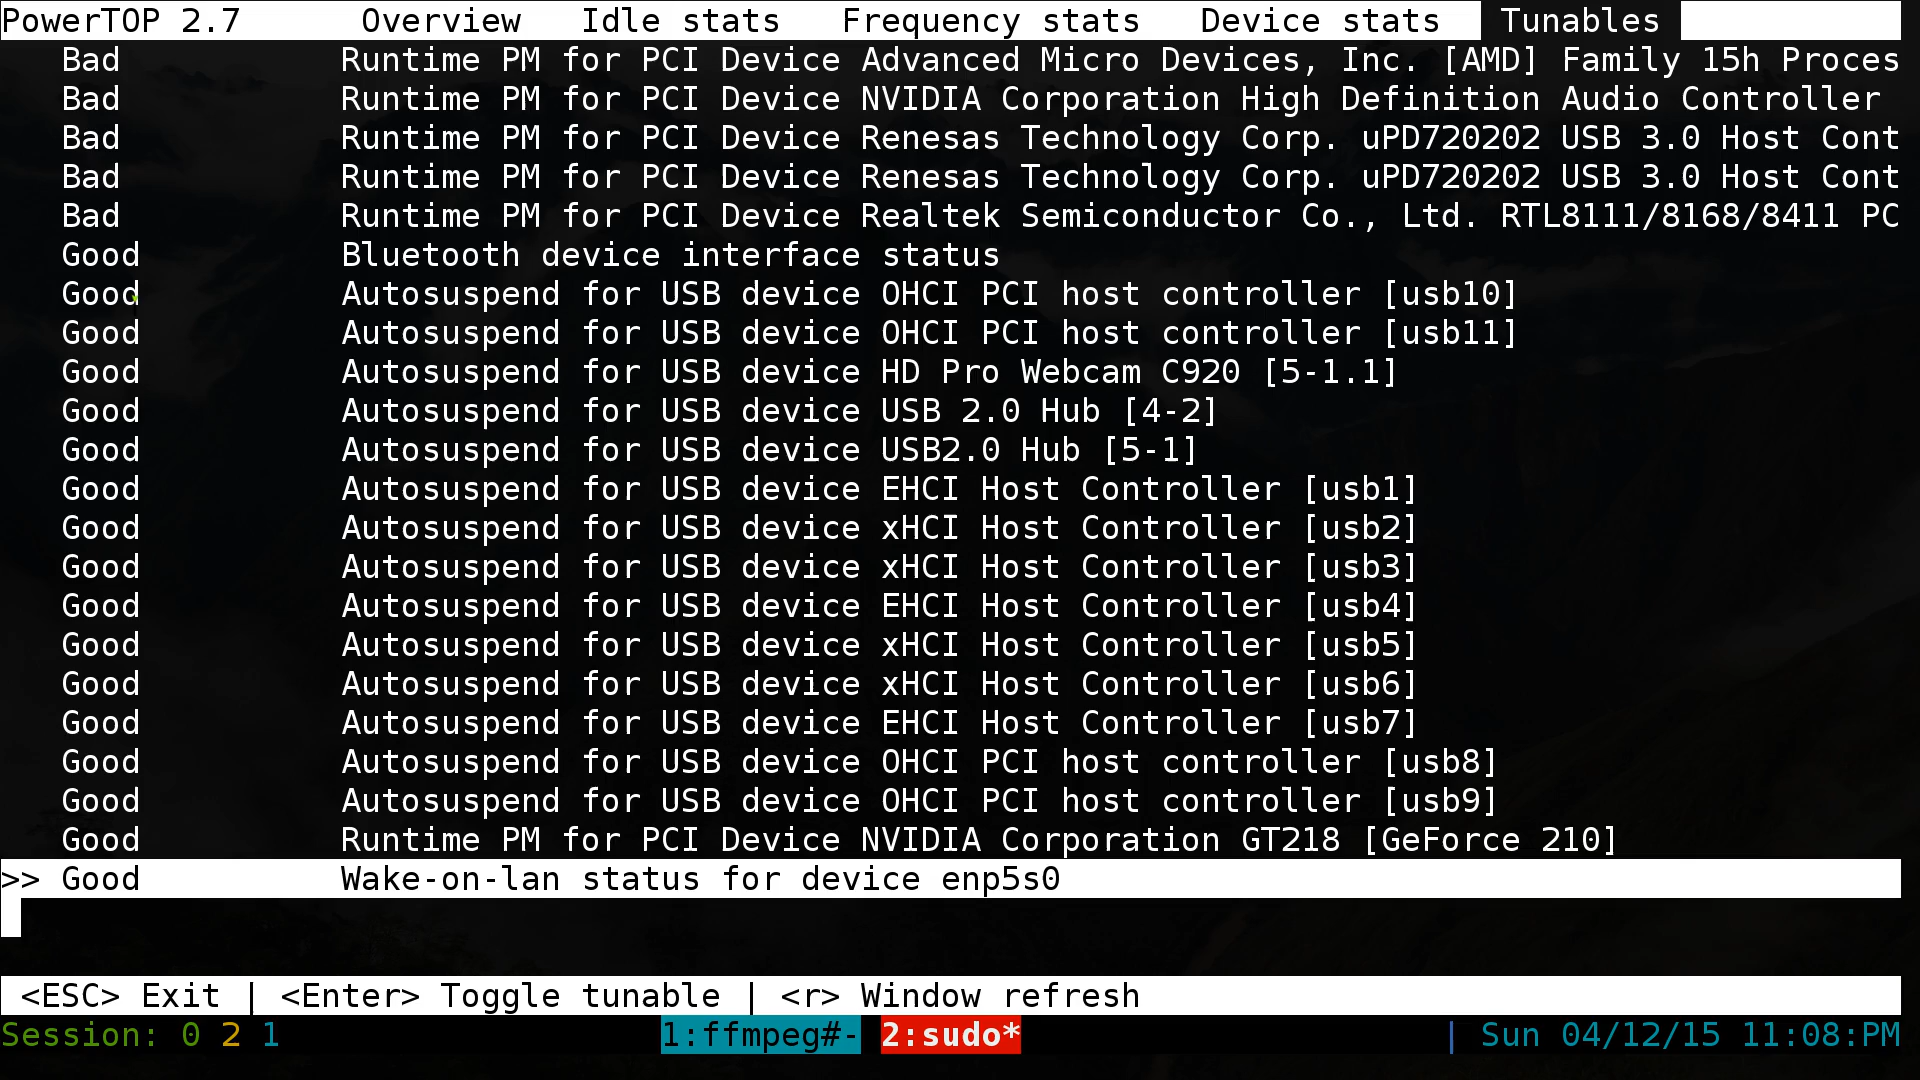 PowerTOP 2.7      Overview   Idle stats   Frequency stats   Device stats   Tunables
Bad           Runtime PM for PCI Device Advanced Micro Devices, Inc. [AMD] Family 15h Proces
Bad           Runtime PM for PCI Device NVIDIA Corporation High Definition Audio Controller
Bad           Runtime PM for PCI Device Renesas Technology Corp. uPD720202 USB 3.0 Host Cont
Bad           Runtime PM for PCI Device Renesas Technology Corp. uPD720202 USB 3.0 Host Cont
Bad           Runtime PM for PCI Device Realtek Semiconductor Co., Ltd. RTL8111/8168/8411 PC
Good          Bluetooth device interface status
Good          Autosuspend for USB device OHCI PCI host controller [usb10]
Good          Autosuspend for USB device OHCI PCI host controller [usb11]
Good          Autosuspend for USB device HD Pro Webcam C920 [5-1.1]
Good          Autosuspend for USB device USB 2.0 Hub [4-2]
Good          Autosuspend for USB device USB2.0 Hub [5-1]
Good          Autosuspend for USB device EHCI Host Controller [usb1]
Good          Autosuspend for USB device xHCI Host Controller [usb2]
Good          Autosuspend for USB device xHCI Host Controller [usb3]
Good          Autosuspend for USB device EHCI Host Controller [usb4]
Good          Autosuspend for USB device xHCI Host Controller [usb5]
Good          Autosuspend for USB device xHCI Host Controller [usb6]
Good          Autosuspend for USB device EHCI Host Controller [usb7]
Good          Autosuspend for USB device OHCI PCI host controller [usb8]
Good          Autosuspend for USB device OHCI PCI host controller [usb9]
Good          Runtime PM for PCI Device NVIDIA Corporation GT218 [GeForce 210]
>> Good          Wake-on-lan status for device enp5s0
<ESC> Exit | <Enter> Toggle tunable | <r> Window refresh
Session: 0 2 1    1:ffmpeg#- 2:sudo*    | Sun 04/12/15 11:08:PM